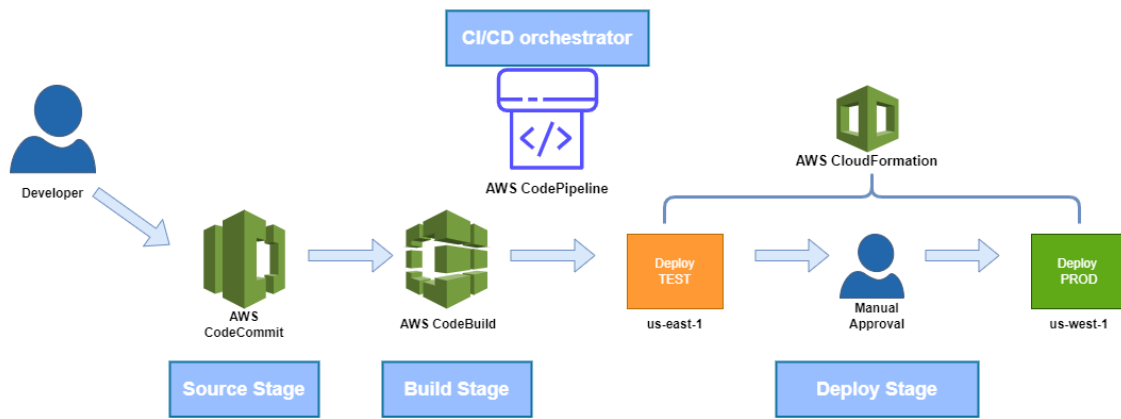 CI/CD orchestrator
AWS CodePipeline
AWS CloudFormation
Developer
AWS
CodeCommit
AWS CodeBuild
Deploy
TEST
us-east-1
Manual
Approval
Deploy
PROD
us-west-1
Source Stage
Build Stage
Deploy Stage